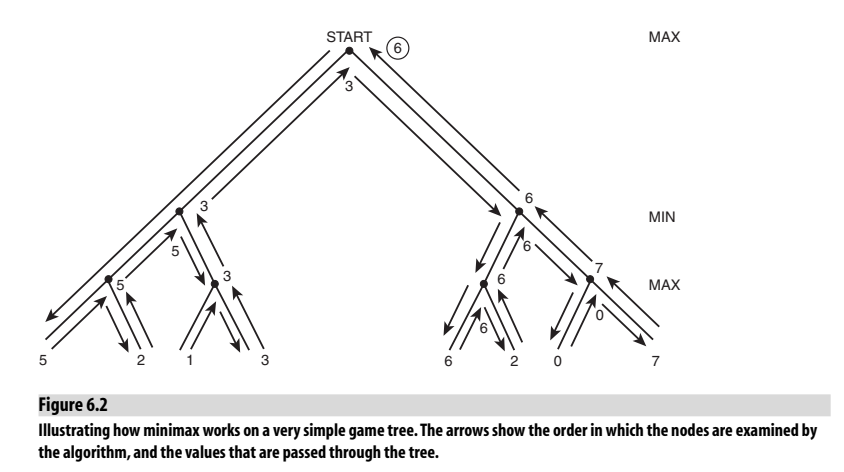 START 6 MAX
3
6
3 MIN
5 6
3 7
5 6 MAX
6 0
5 2 1 3 6 2 0 7
Figure 6.2
Illustrating how minimax works on a very simple game tree. The arrows show the order in which the nodes are examined by
the algorithm, and the values that are passed through the tree.